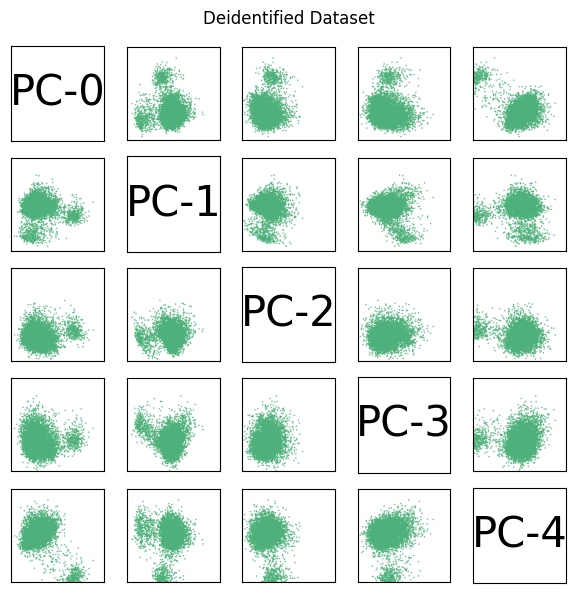 Deidentified Dataset
PC-0
PC-1
PC-2
PC-3
PC-4